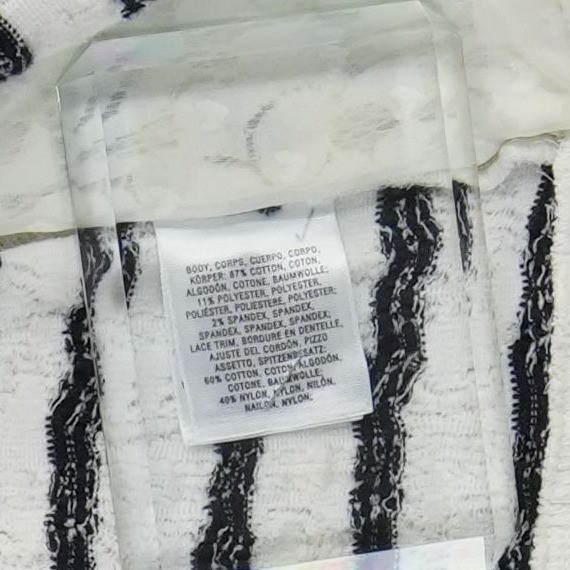 BODY, CORPS, CUERPO, CORPO,
KÖRPER: 87% COTTON, COTON,
ALGODÓN, COTONE, BAUMWOLLE;
11% POLYESTER, POLYESTER,
POLIÉSTER, POLIESTERE, POLYESTER;
2% SPANDEX, SPANDEX,
SPANDEX, SPANDEX, SPANDEX;
LACE TRIM, BORDURE EN DENTELLE,
AJUSTE DEL CORDÓN, PIZZO
ASSETTO, SPITZENBESATZ:
60% COTTON, COTON, ALGODÓN,
COTONE, BAUMWOLLE;
40% NYLON, NYLON, NILÓN,
NAILON, NYLON;